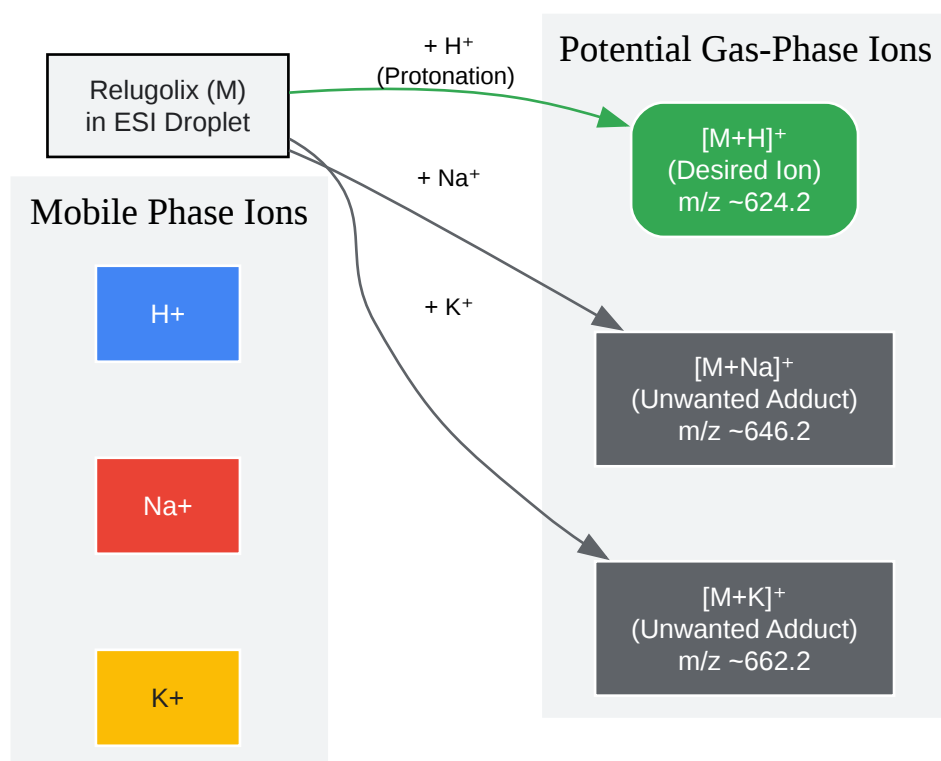 Relugolix (M)
in ESI Droplet
Mobile Phase Ions
H+
Na+
K+
+ H⁺
(Protonation)
+ Na⁺
+ K⁺
Potential Gas-Phase Ions
[M+H]⁺
(Desired Ion)
m/z ~624.2
[M+Na]⁺
(Unwanted Adduct)
m/z ~646.2
[M+K]⁺
(Unwanted Adduct)
m/z ~662.2